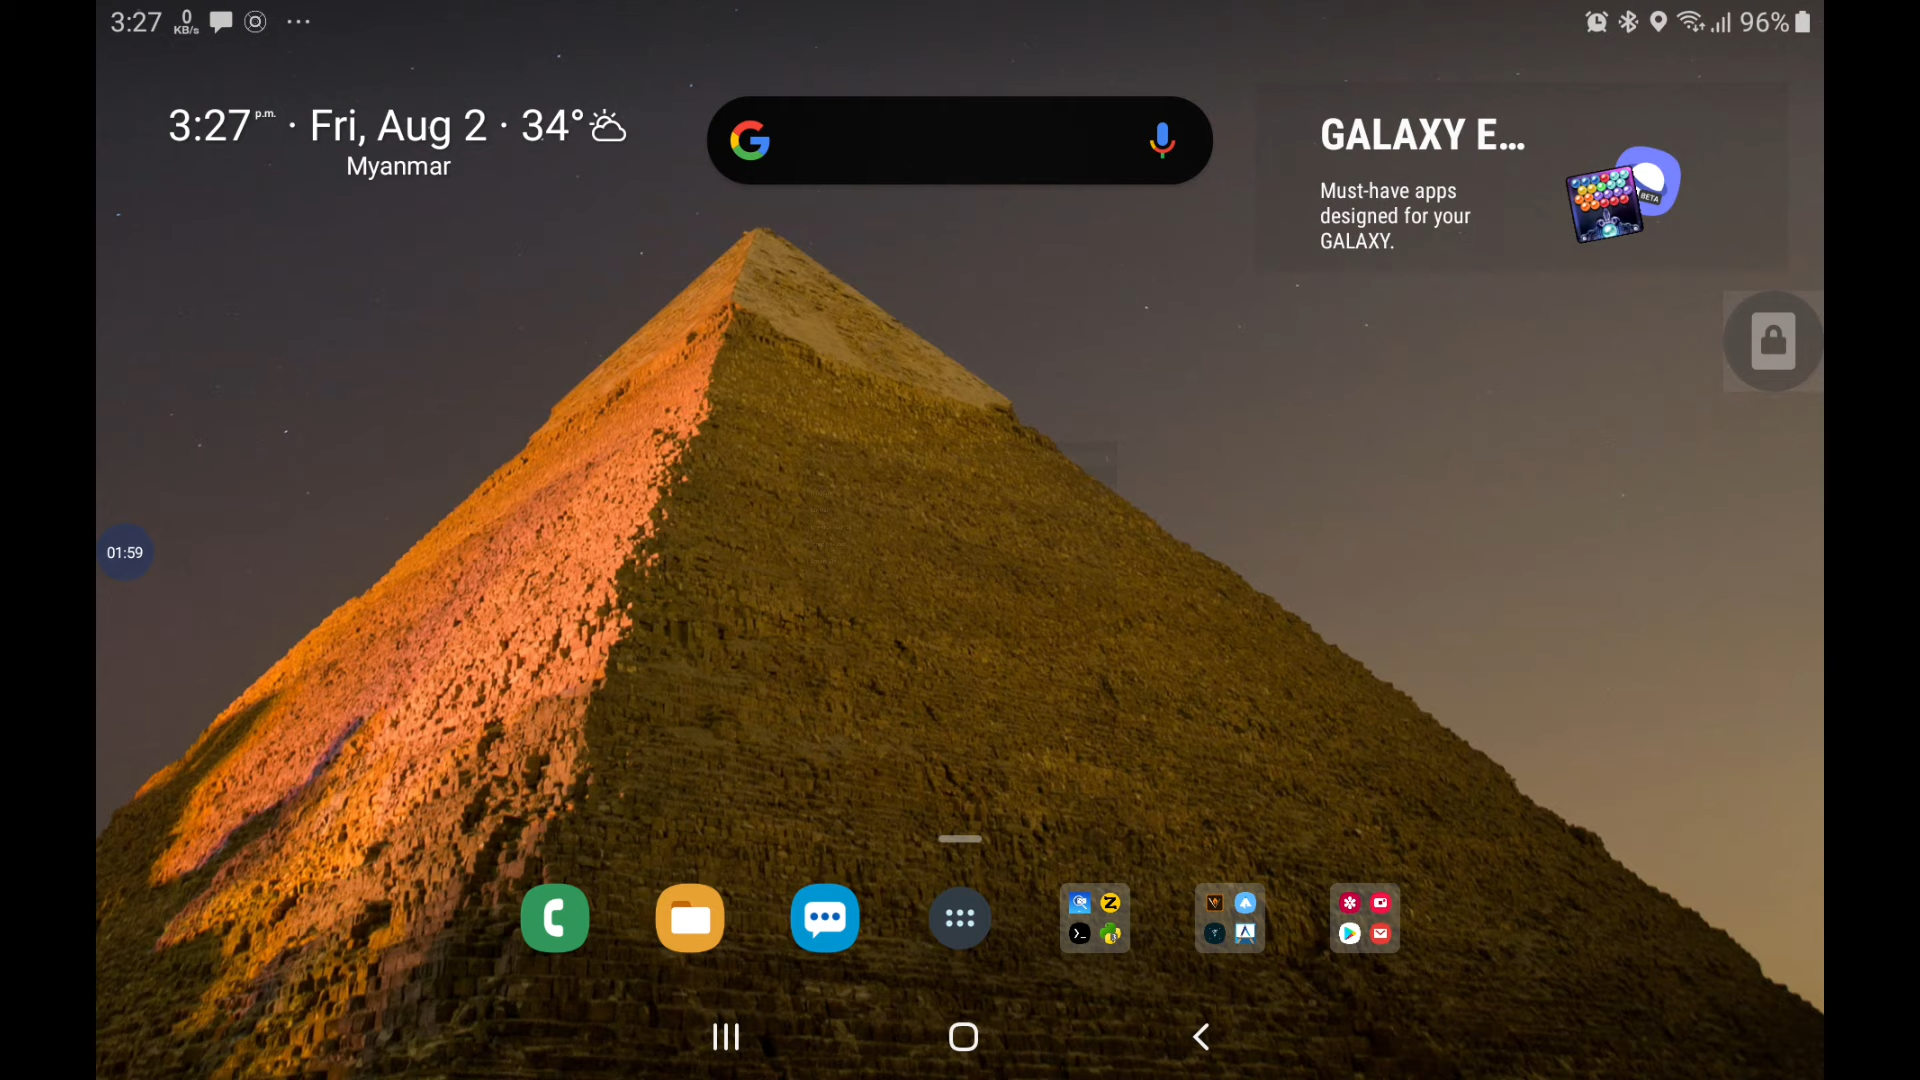 3:27 0 KB/s ... 96%
3:27 p.m. · Fri, Aug 2 · 34°
Myanmar
GALAXY E...
Must-have apps
designed for your
GALAXY.
BETA
01:59